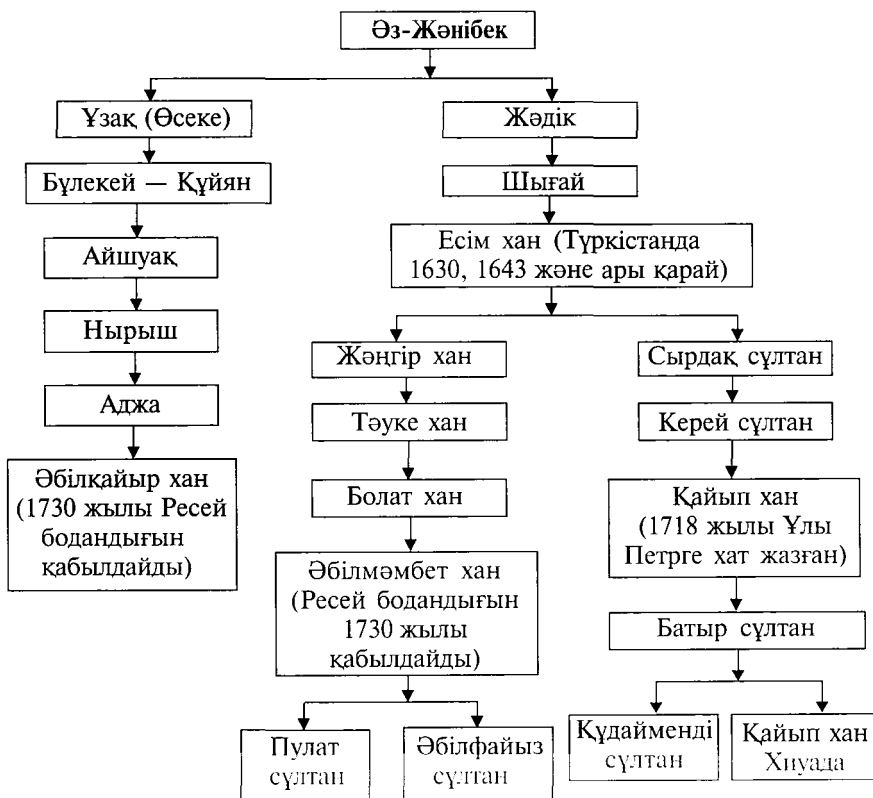 Әз-Жәнібек
Ұзақ (Өсеке)
Жәдік
Бұлекей — Құйян
Шығай
Айшуақ
Есім хан (Түркістанда
1630, 1643 және ары қарай)
Нырыш
Жәңгір хан
Сырдақ сұлтан
Аджа
Тәуке хан
Керей сұлтан
Әбілқайыр хан
(1730 жылы Ресей
бодандығын
қабылдайды)
Болат хан
Қайып хан
(1718 жылы Ұлы
Петрге хат жазған)
Әбілмәмбет хан
(Ресей бодандығын
1730 жылы
қабылдайды)
Батыр сұлтан
Пулат
сұлтан
Әбілфайыз
сұлтан
Құдайменді
сұлтан
Қайып хан
Хиуада